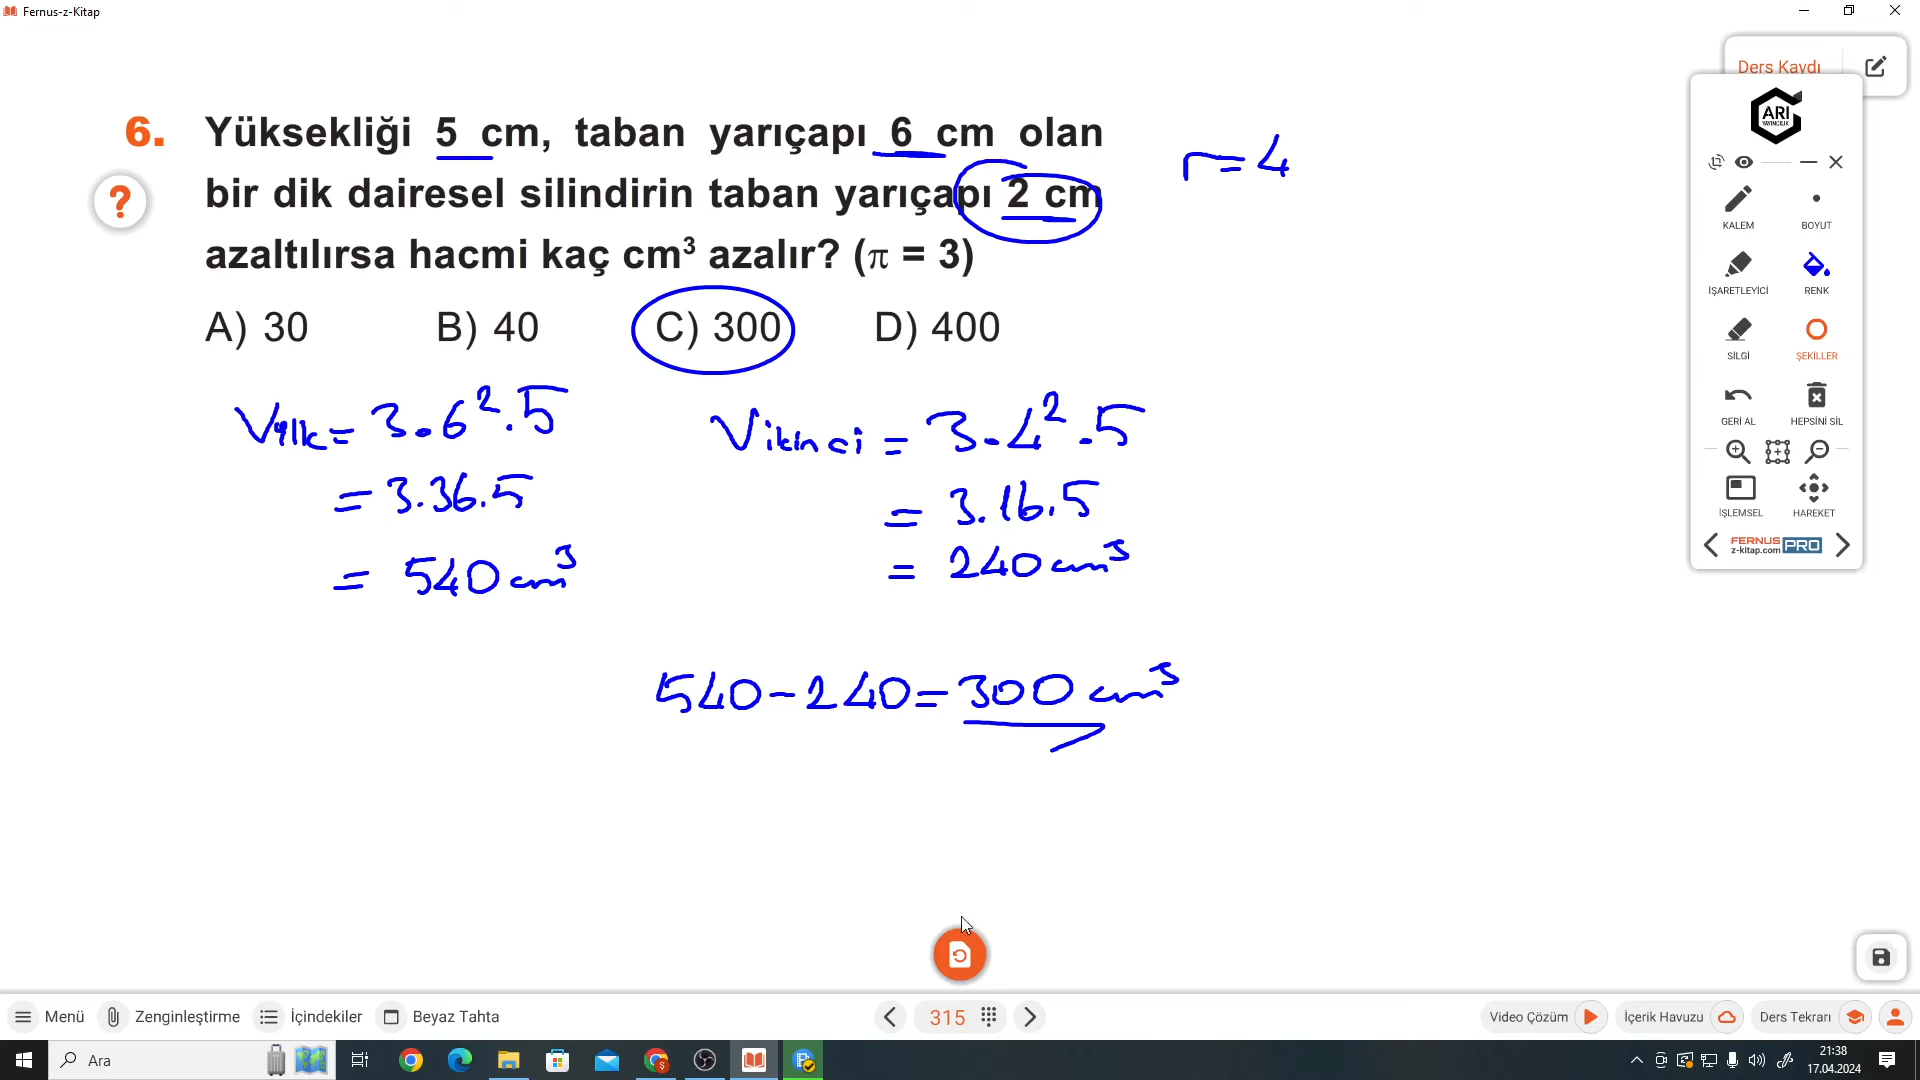 Fernus-z-Kitap
Ders Kaydı
ARI
YAYINCILIK
6. Yüksekliği 5 cm, taban yarıçapı 6 cm olan
bir dik dairesel silindirin taban yarıçapı 2 cm
azaltılırsa hacmi kaç cm³ azalır? (π = 3)
?
r=4
A) 30 B) 40 C) 300 D) 400
Vilk = 3.6².5
= 3.36.5
= 540 cm³
Vikinci = 3.4².5
= 3.16.5
= 240 cm³
540-240=300 cm³
KALEM BOYUT
İŞARETLEYİCİ RENK
SİLGİ ŞEKİLLER
GERİ AL HEPSİNİ SİL
İŞLEMSEL HAREKET
FERNUS
z-kitap.com PRO
Menü Zenginleştirme İçindekiler Beyaz Tahta 315 Video Çözüm İçerik Havuzu Ders Tekrarı
Ara
21:38
17.04.2024